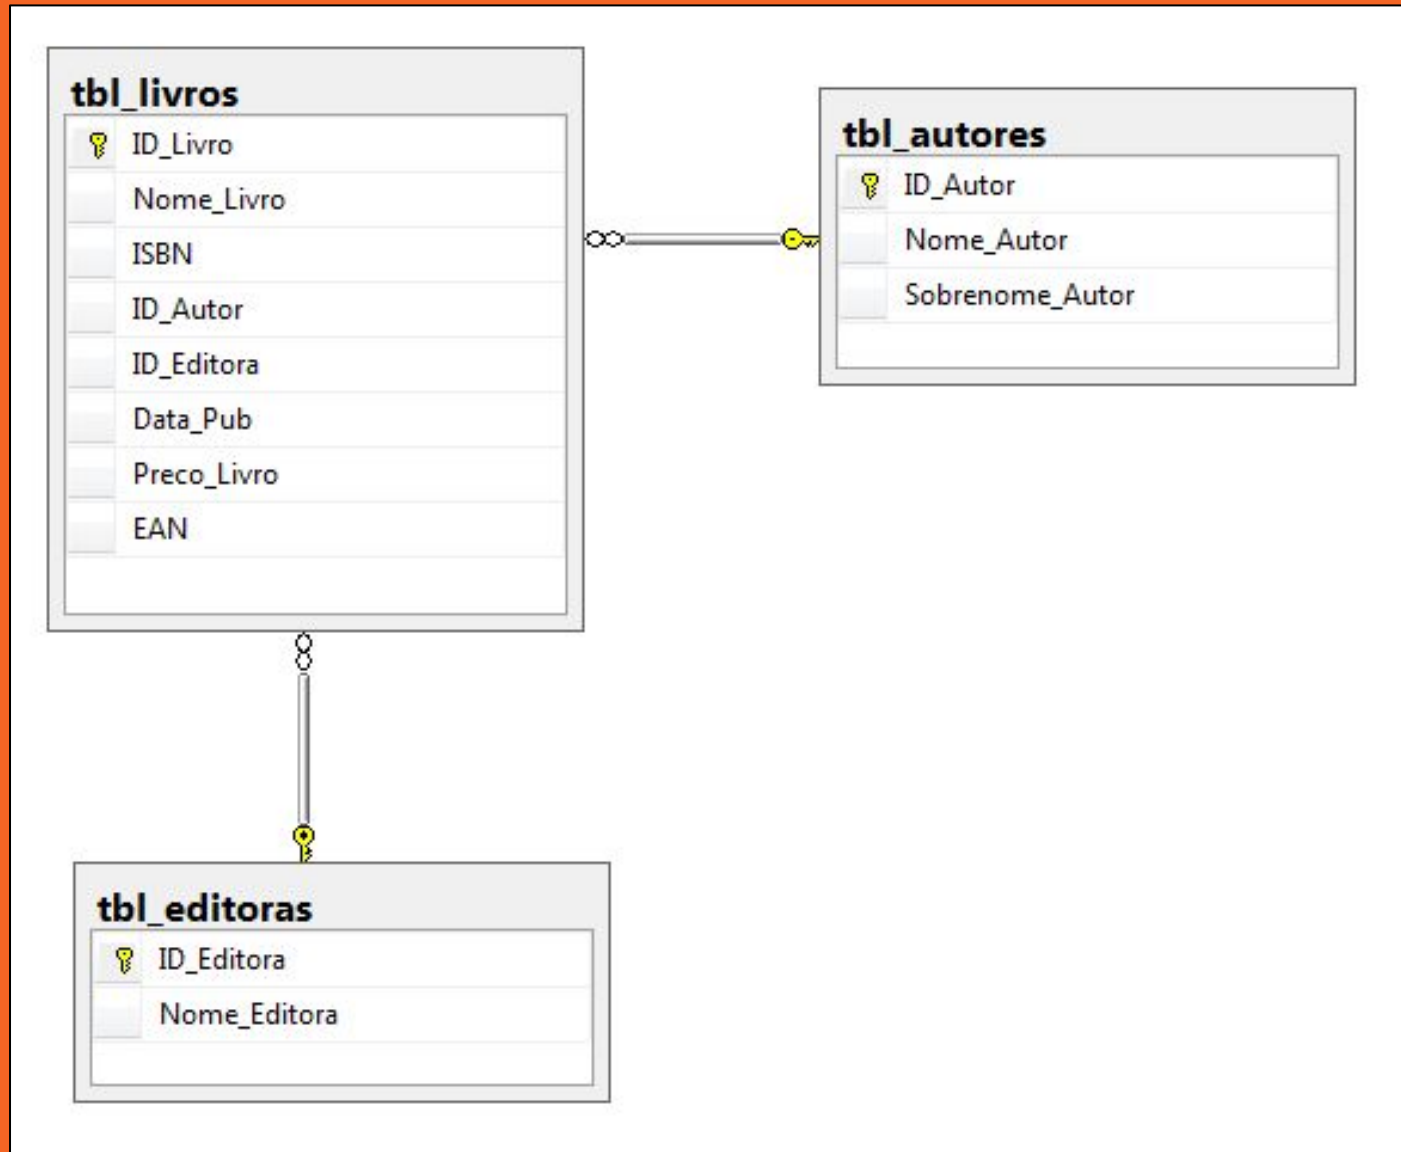 tbl_livros
ID_Livro
Nome_Livro
ISBN
ID_Autor
ID_Editora
Data_Pub
Preco_Livro
EAN
tbl_autores
ID_Autor
Nome_Autor
Sobrenome_Autor
tbl_editoras
ID_Editora
Nome_Editora